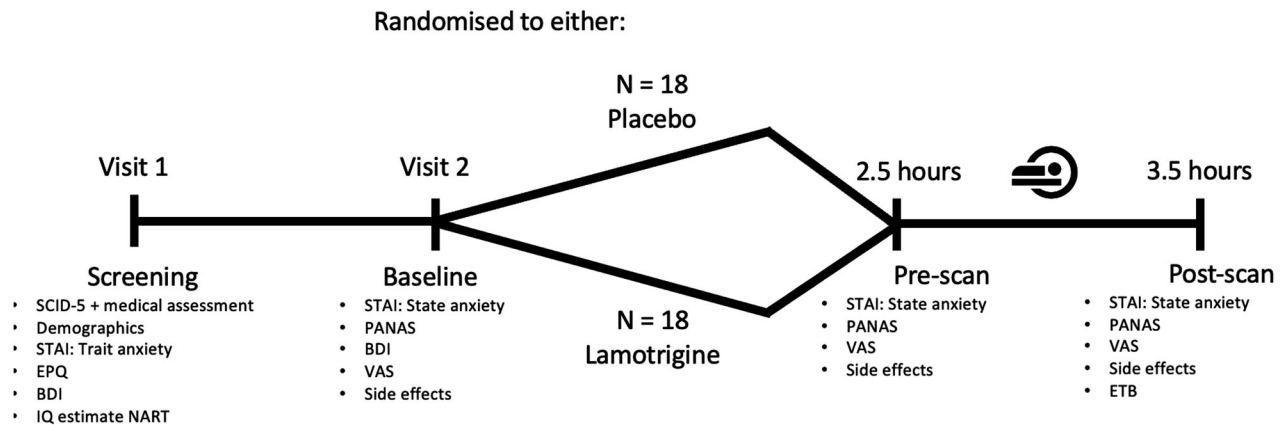 Randomised to either:
N = 18
Placebo
Visit 1
Visit 2
2.5 hours
3.5 hours
Screening
• SCID-5 + medical assessment
• Demographics
• STAI: Trait anxiety
• EPQ
• BDI
• IQ estimate NART
Baseline
• STAI: State anxiety
• PANAS
• BDI
• VAS
• Side effects
N = 18
Lamotrigine
Pre-scan
• STAI: State anxiety
• PANAS
• VAS
• Side effects
Post-scan
• STAI: State anxiety
• PANAS
• VAS
• Side effects
• ETB